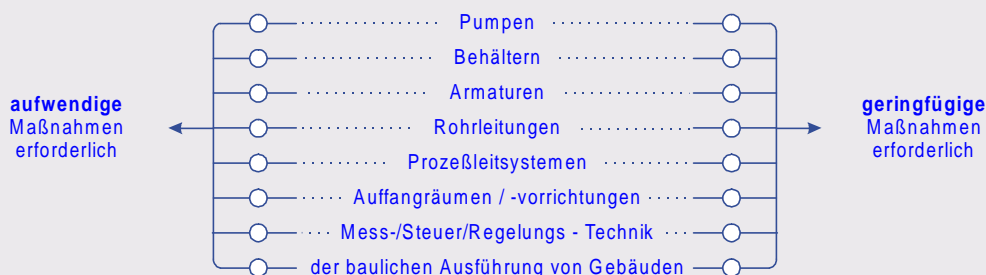 Pumpen
Behältern
Armaturen
Rohrleitungen
Prozeßleitsystemen
Auffangräumen / -vorrichtungen
Mess-/Steuer/Regelungs - Technik
der baulichen Ausführung von Gebäuden
aufwendige
Maßnahmen
erforderlich
geringfügige
Maßnahmen
erforderlich